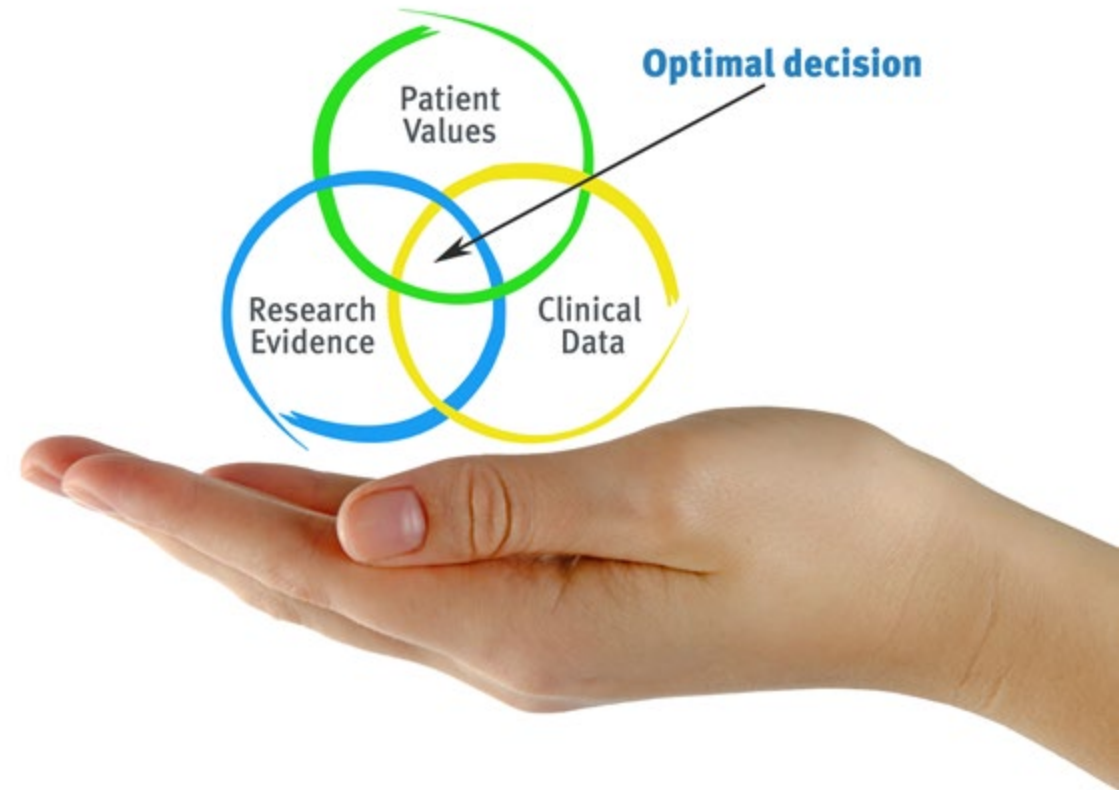 Optimal decision
Patient
Values
Research
Evidence
Clinical
Data